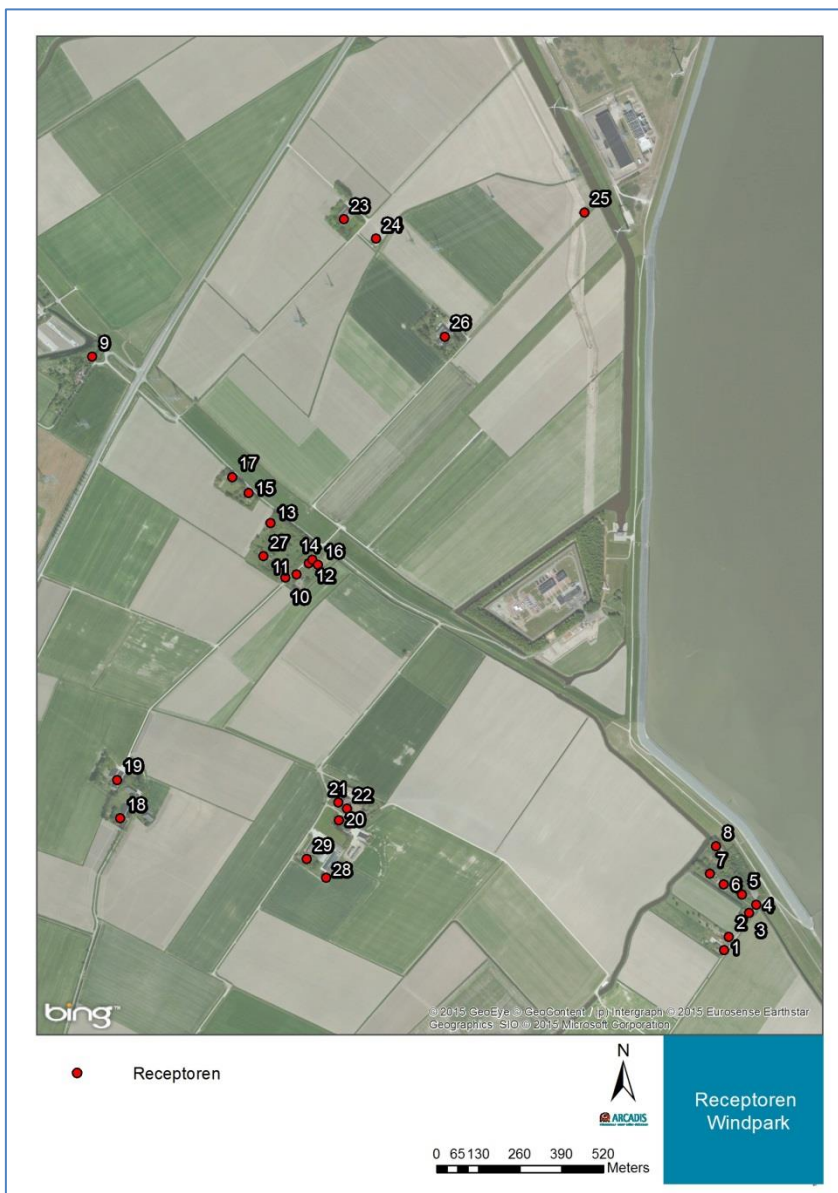 23
24
25
26
9
17
15
13
27
14
16
11
12
10
19
18
21
22
20
29
28
8
7
6
5
4
2
3
1
bing™
© 2015 GeoEye © GeoContent / (p) Intergraph © 2015 Eurosense Earthstar
Geographics SIO © 2015 Microsoft Corporation
Receptoren
N
ARCADIS
Receptoren
Windpark
0 65 130 260 390 520
Meters